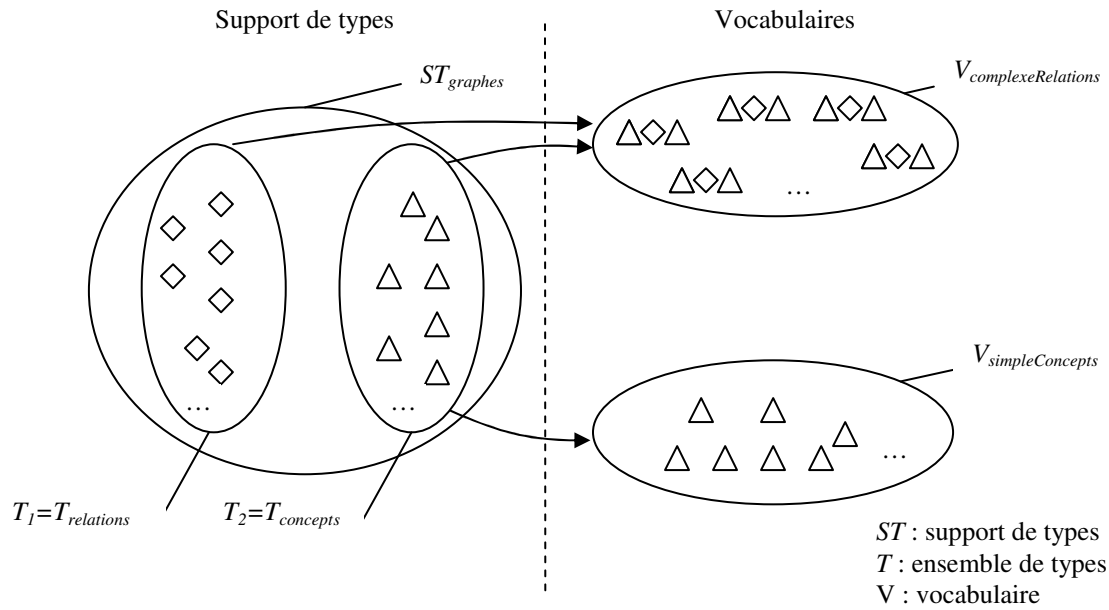 Support de types
Vocabulaires
ST_graphes
V_complexeRelations
…
…
…
V_simpleConcepts
…
T_1=T_relations
T_2=T_concepts
ST : support de types
T : ensemble de types
V : vocabulaire